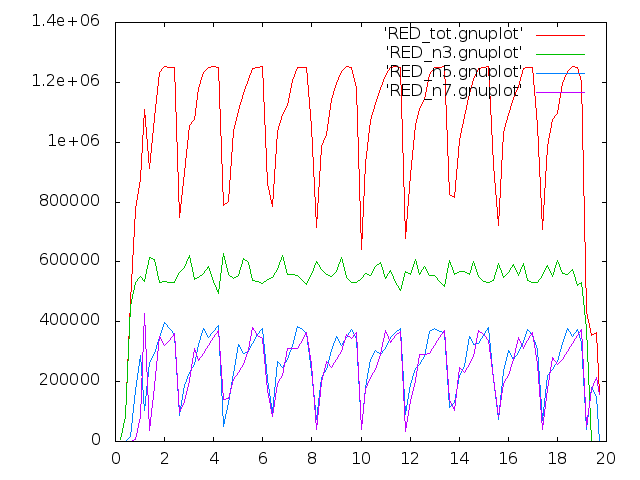 1.4e+06
1.2e+06
1e+06
800000
600000
400000
200000
0
0 2 4 6 8 10 12 14 16 18 20
'RED_tot.gnuplot'
'RED_n3.gnuplot'
'RED_n5.gnuplot'
'RED_n7.gnuplot'